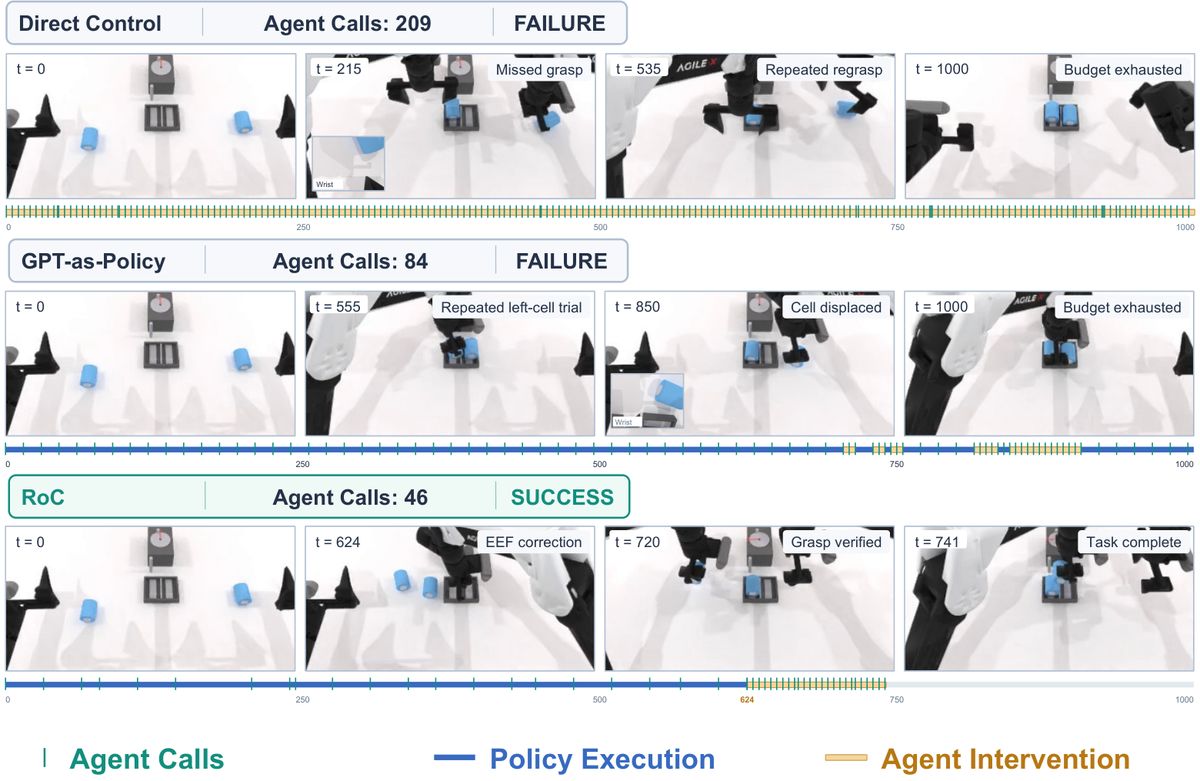 Direct Control Agent Calls: 209 FAILURE
t = 0
t = 215 Missed grasp
Wrist
AGILE·X
t = 535 Repeated regrasp
t = 1000 Budget exhausted
0 250 500 750 1000
GPT-as-Policy Agent Calls: 84 FAILURE
t = 0
t = 555 Repeated left-cell trial
t = 850 Cell displaced
Wrist
t = 1000 Budget exhausted
0 250 500 750 1000
RoC Agent Calls: 46 SUCCESS
t = 0
t = 624 EEF correction
t = 720 Grasp verified
t = 741 Task complete
0 250 500 624 750 1000
Agent Calls Policy Execution Agent Intervention